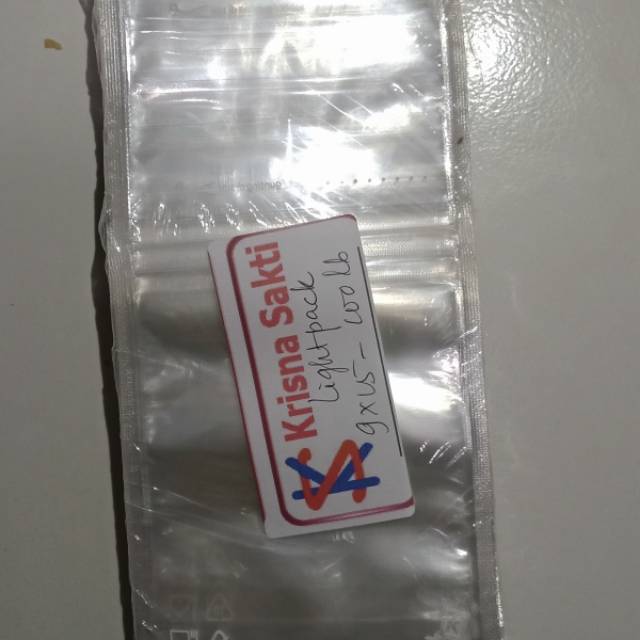 Krisna Sakti
Lightpack
9x15 - 100 lb